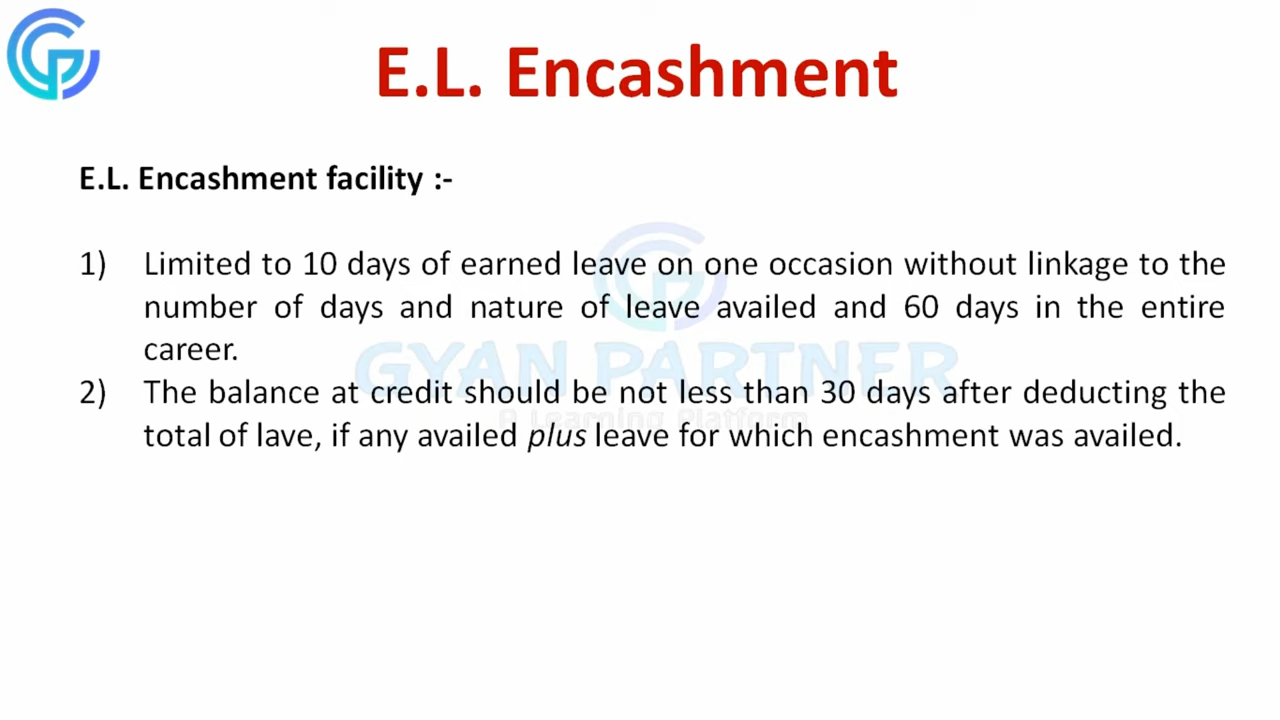 E.L. Encashment
E.L. Encashment facility :-
1) Limited to 10 days of earned leave on one occasion without linkage to the
number of days and nature of leave availed and 60 days in the entire
career.
GYAN PARTNER
2) The balance at credit should be not less than 30 days after deducting the
A Learning Platform
total of lave, if any availed plus leave for which encashment was availed.